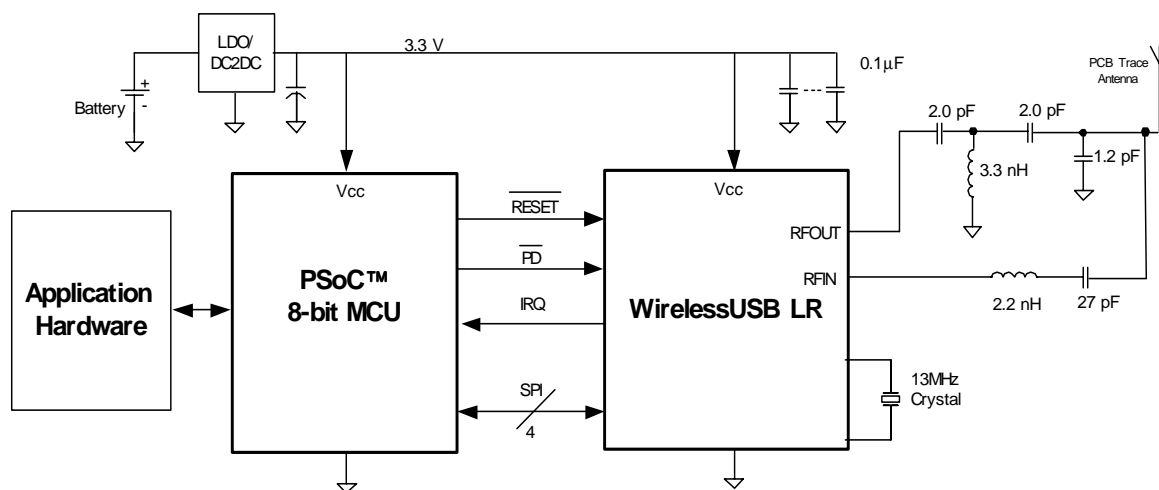 LDO/
DC2DC
3.3 V
0.1µF
PCB Trace
Antenna
Battery
+
-
2.0 pF
2.0 pF
1.2 pF
3.3 nH
Vcc
Vcc
RESET
RFOUT
PD
RFIN
PSoC™
8-bit MCU
Application
Hardware
IRQ
WirelessUSB LR
2.2 nH
27 pF
SPI
4
13MHz
Crystal